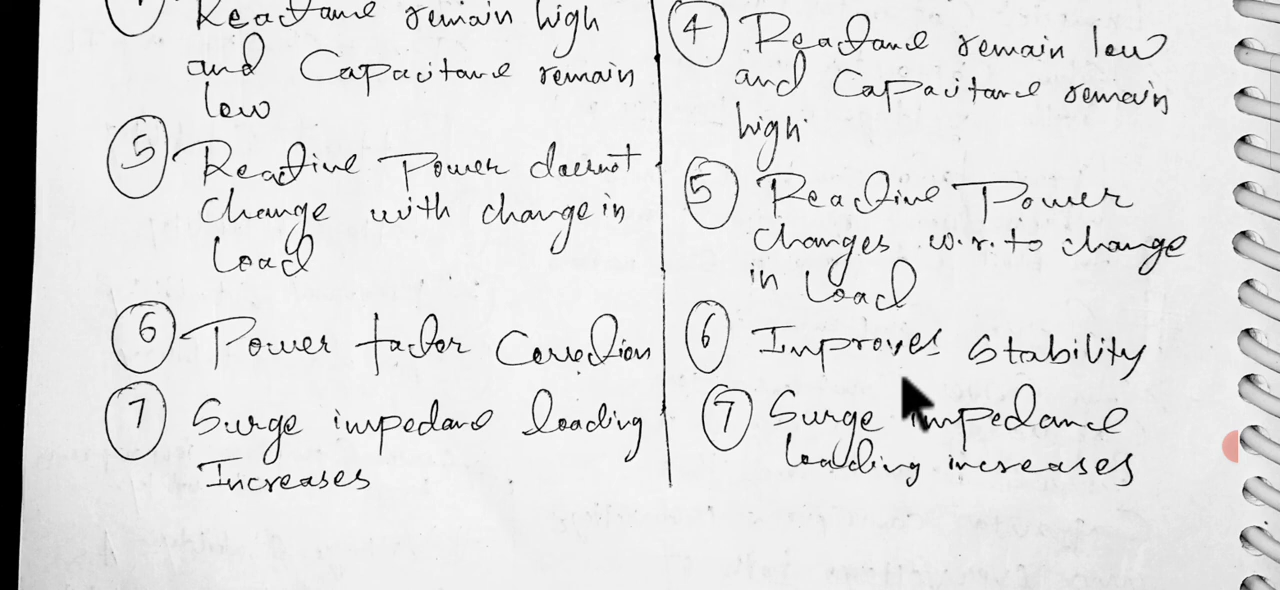 Reactance remain high
and Capacitance remain
low
5 Reactive Power doesnot
change with change in
Load
6 Power factor Correction
7 Surge impedance loading
Increases
4 Reactance remain low
and Capacitance remain
high
5 Reactive Power
changes w.r.to change
in Load
6 Improves Stability
7 Surge impedance
loading increases